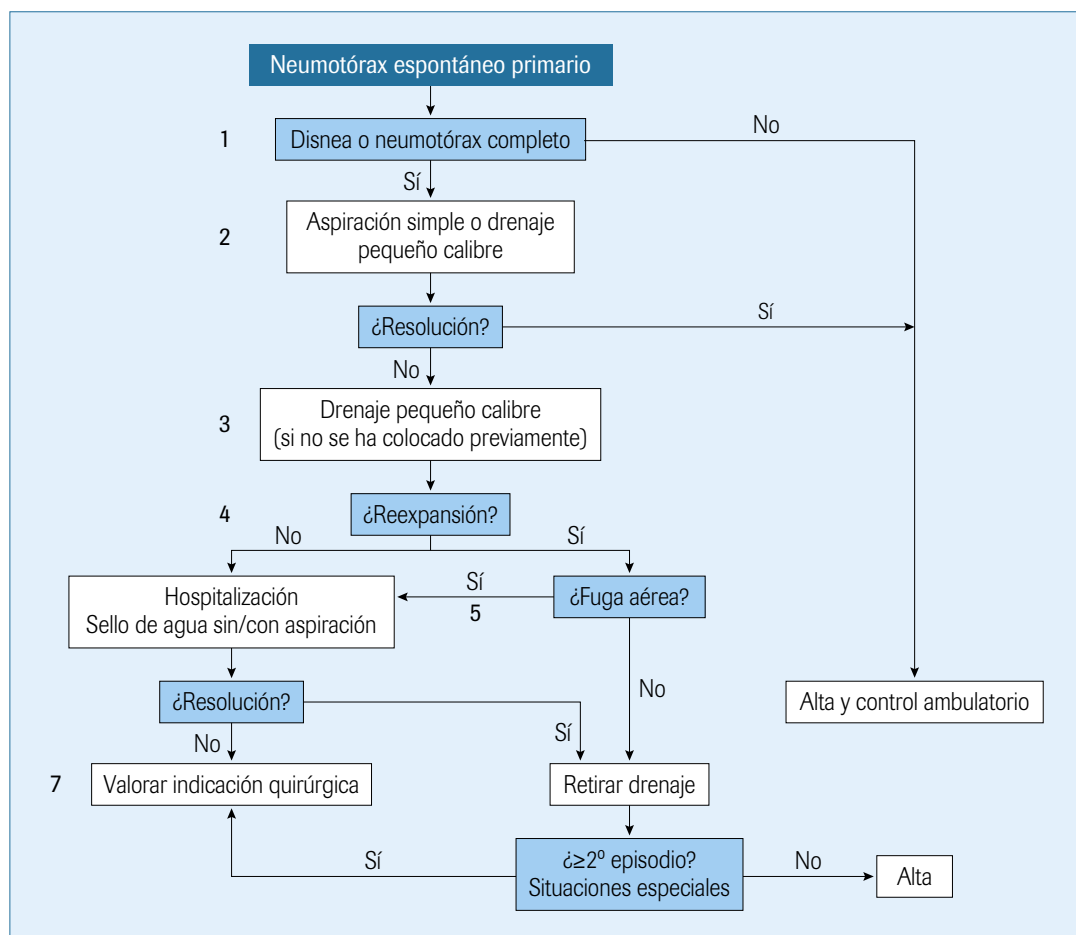 Neumotórax espontáneo primario
1
Disnea o neumotórax completo
No
Sí
2
Aspiración simple o drenaje
pequeño calibre
¿Resolución?
Sí
No
3
Drenaje pequeño calibre
(si no se ha colocado previamente)
4
¿Reexpansión?
No
Sí
Hospitalización
Sello de agua sin/con aspiración
Sí
5
¿Fuga aérea?
No
¿Resolución?
Sí
No
Alta y control ambulatorio
7
Valorar indicación quirúrgica
Retirar drenaje
¿≥2º episodio?
Situaciones especiales
Sí
No
Alta